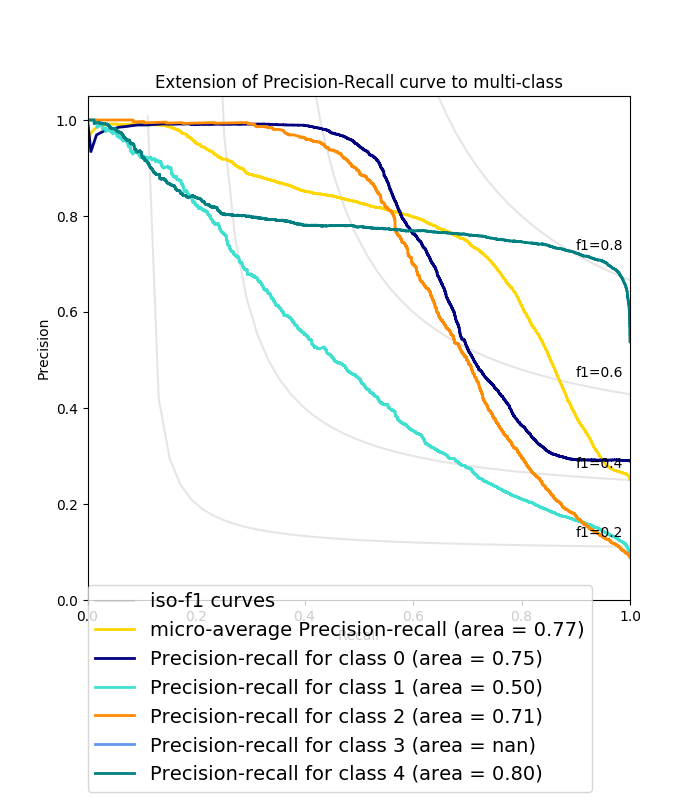 Extension of Precision-Recall curve to multi-class
1.0
0.8
0.6
0.4
0.2
0.0
Precision
f1=0.8
f1=0.6
f1=0.4
f1=0.2
0.0 0.2 0.4 0.6 0.8 1.0
Recall
iso-f1 curves
micro-average Precision-recall (area = 0.77)
Precision-recall for class 0 (area = 0.75)
Precision-recall for class 1 (area = 0.50)
Precision-recall for class 2 (area = 0.71)
Precision-recall for class 3 (area = nan)
Precision-recall for class 4 (area = 0.80)